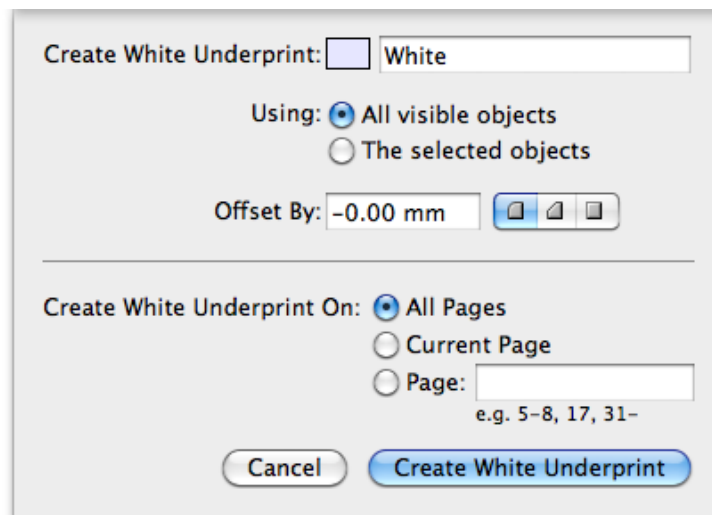 Create White Underprint: White
Using: All visible objects
The selected objects
Offset By: -0.00 mm
Create White Underprint On: All Pages
Current Page
Page:
e.g. 5-8, 17, 31-
Cancel Create White Underprint